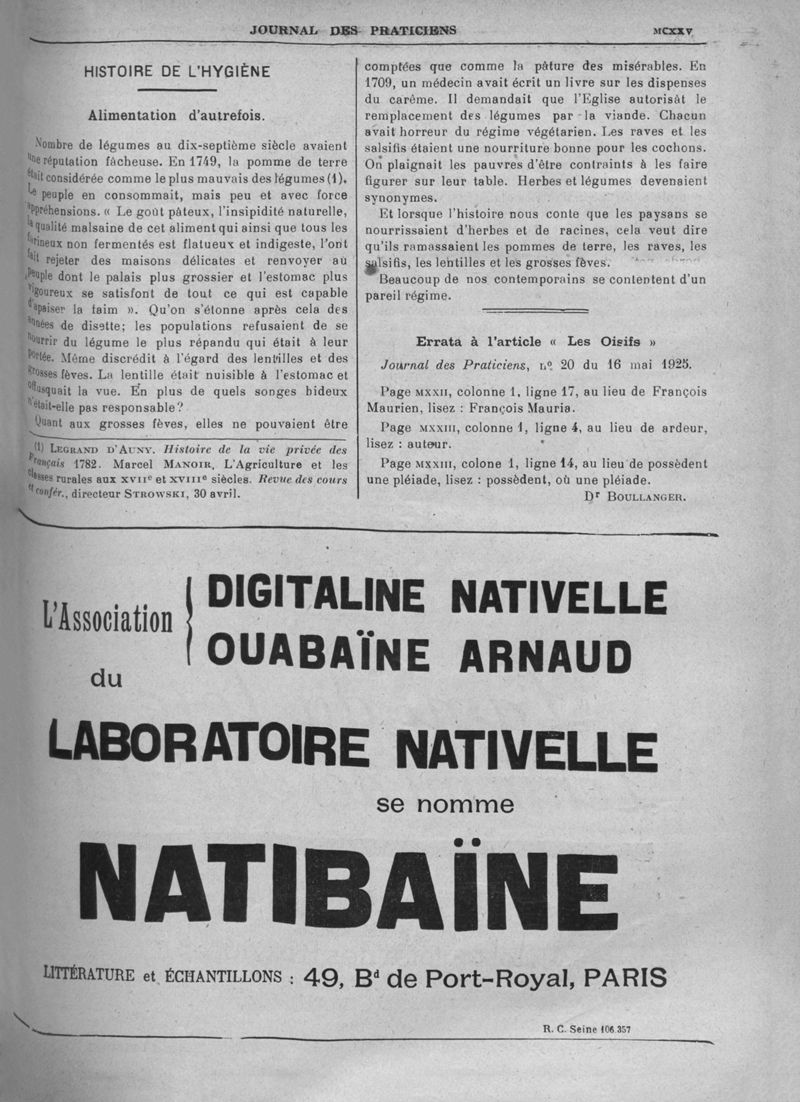 JOURNAL DES PRATICIENS
MCXXV
HISTOIRE DE L'HYGIÈNE
Alimentation d'autrefois.
Nombre de légumes au dix-septième siècle avaient
une réputation fâcheuse. En 1749, la pomme de terre
était considérée comme le plus mauvais des légumes (1).
Le peuple en consommait, mais peu et avec force
appréhensions. « Le goût pâteux, l'insipidité naturelle,
la qualité malsaine de cet aliment qui ainsi que tous les
farineux non fermentés est flatueux et indigeste, l'ont
fait rejeter des maisons délicates et renvoyer au
peuple dont le palais plus grossier et l'estomac plus
vigoureux se satisfont de tout ce qui est capable
d'apaiser la faim ». Qu'on s'étonne après cela des
années de disette; les populations refusaient de se
nourrir du légume le plus répandu qui était à leur
portée. Même discrédit à l'égard des lentilles et des
grosses fèves. La lentille était nuisible à l'estomac et
offusquait la vue. En plus de quels songes hideux
n'était-elle pas responsable?
Quant aux grosses fèves, elles ne pouvaient être
(1) LEGRAND D'AUNY. Histoire de la vie privée des
Français 1782. Marcel MANOIR, L'Agriculture et les
classes rurales aux XVIIe et XVIIIe siècles. Revue des cours
et confér., directeur STROWSKI, 30 avril.
comptées que comme la pâture des misérables. En
1709, un médecin avait écrit un livre sur les dispenses
du carême. Il demandait que l'Eglise autorisât le
remplacement des légumes par la viande. Chacun
avait horreur du régime végétarien. Les raves et les
salsifis étaient une nourriture bonne pour les cochons.
On plaignait les pauvres d'être contraints à les faire
figurer sur leur table. Herbes et légumes devenaient
synonymes.
Et lorsque l'histoire nous conte que les paysans se
nourrissaient d'herbes et de racines, cela veut dire
qu'ils ramassaient les pommes de terre, les raves, les
salsifis, les lentilles et les grosses fèves.
Beaucoup de nos contemporains se contentent d'un
pareil régime.
Errata à l'article « Les Oisifs »
Journal des Praticiens, no 20 du 16 mai 1925.
Page MXXII, colonne 1, ligne 17, au lieu de François
Maurien, lisez : François Mauria.
Page MXXIII, colonne 1, ligne 4, au lieu de ardeur,
lisez : auteur.
Page MXXIII, colone 1, ligne 14, au lieu de possèdent
une pléiade, lisez : possèdent, où une pléiade.
Dr BOULLANGER.
L'Association { DIGITALINE NATIVELLE
OUABAÏNE ARNAUD
du
LABORATOIRE NATIVELLE
se nomme
NATIBAÏNE
LITTÉRATURE et ÉCHANTILLONS : 49, Bd de Port-Royal, PARIS
R. C. Seine 106.357